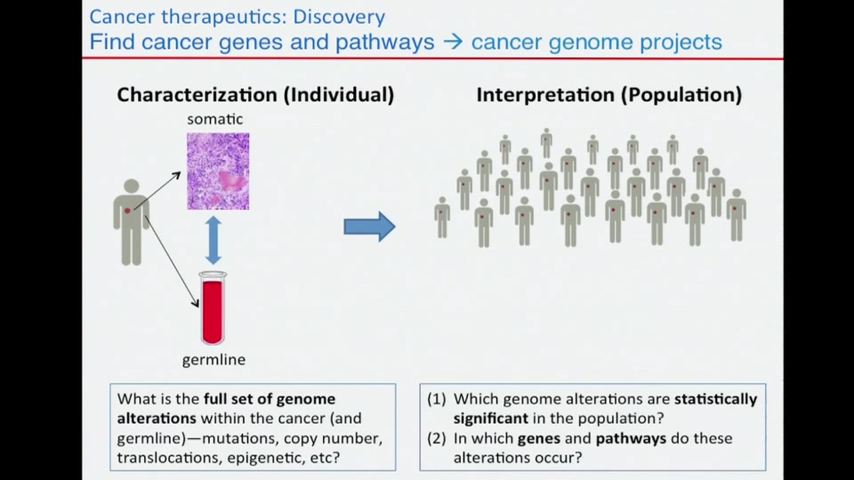 Cancer therapeutics: Discovery
Find cancer genes and pathways → cancer genome projects
Characterization (Individual)
somatic
germline
What is the full set of genome
alterations within the cancer (and
germline)—mutations, copy number,
translocations, epigenetic, etc?
Interpretation (Population)
(1) Which genome alterations are statistically
significant in the population?
(2) In which genes and pathways do these
alterations occur?